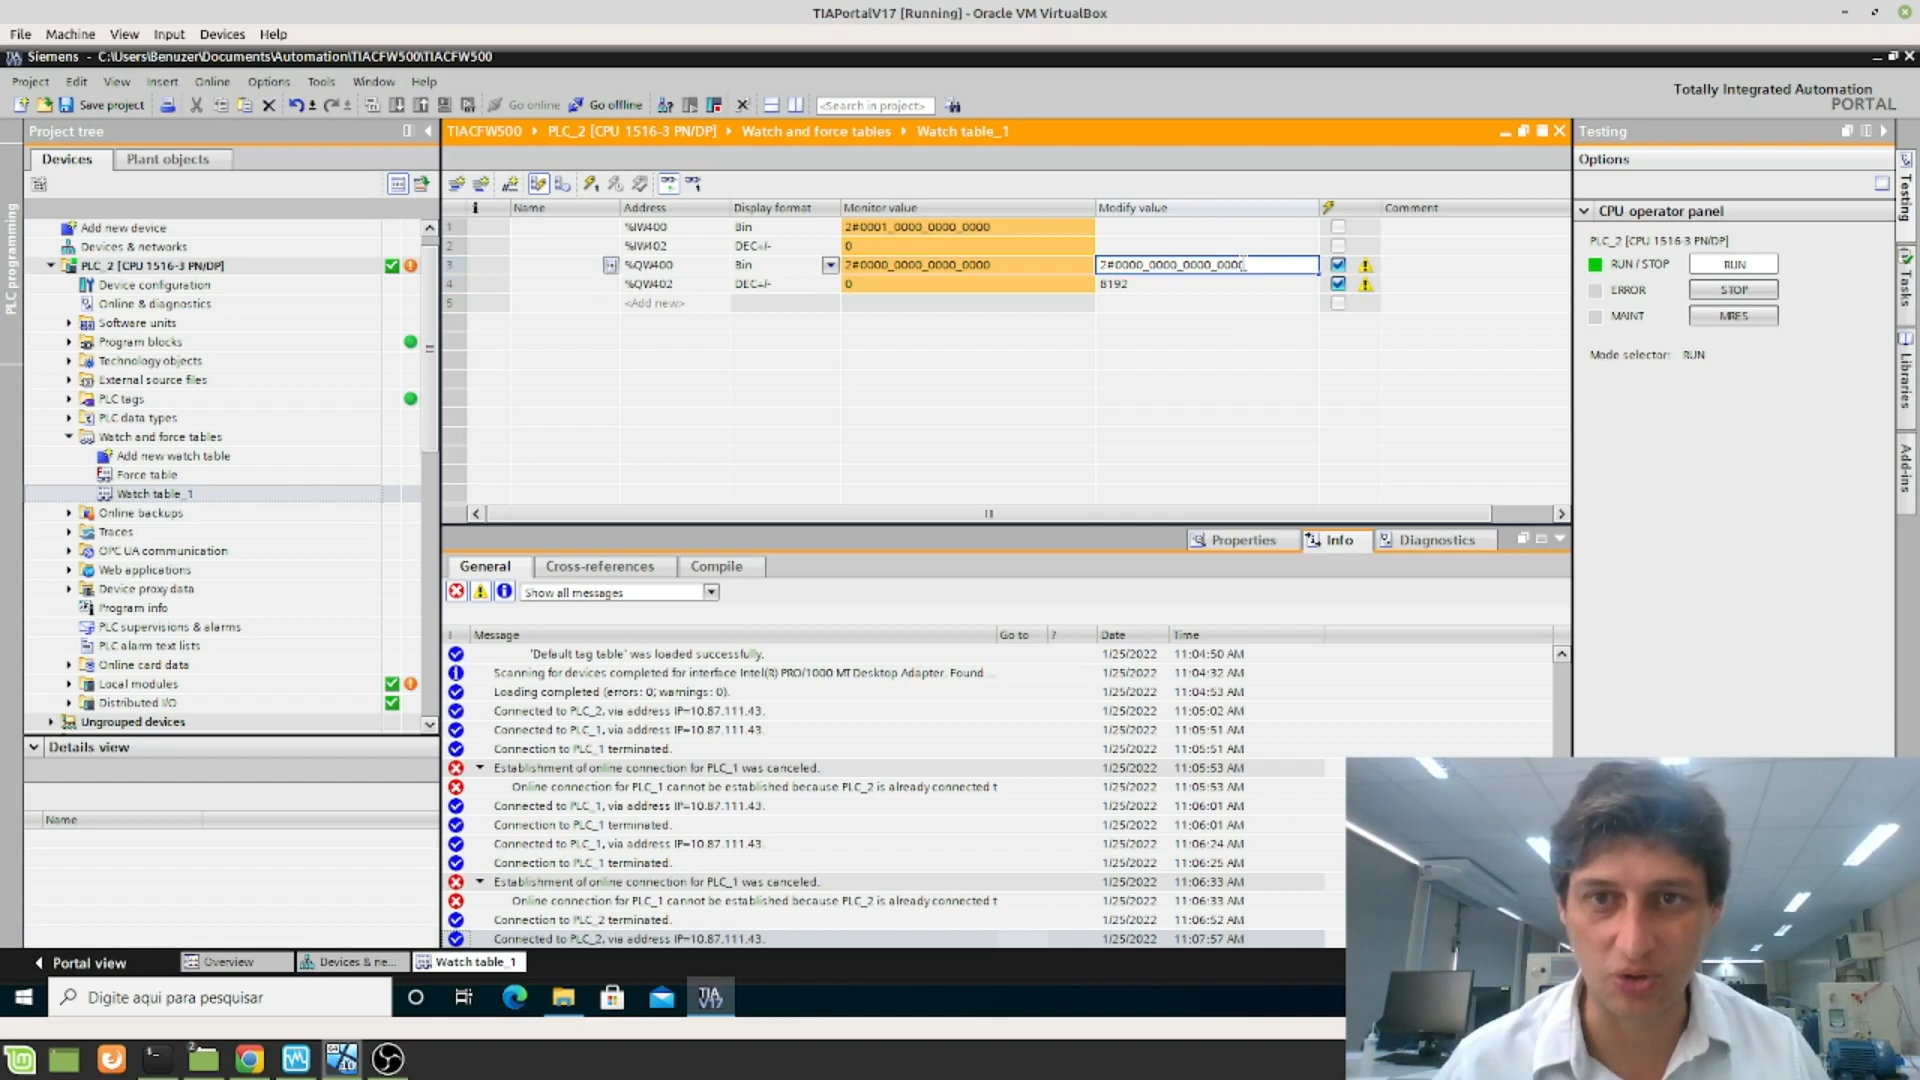 TIAPortalV17 [Running] - Oracle VM VirtualBox
File Machine View Input Devices Help
Siemens - C:\Users\Benuzer\Documents\Automation\TIACFW500\TIACFW500
Project Edit View Insert Online Options Tools Window Help
Totally Integrated Automation
PORTAL
Save project Go online Go offline <Search in project>
Project tree
TIACFW500 PLC_2 [CPU 1516-3 PN/DP] Watch and force tables Watch table_1
Testing
Devices Plant objects
Options
PLC programming
Name Address Display format Monitor value Modify value Comment
1 %IW400 Bin 2#0001_0000_0000_0000
2 %IW402 DEC+/- 0
3 %QW400 Bin 2#0000_0000_0000_0000 2#0000_0000_0000_0000
4 %QW402 DEC+/- 0 8192
5 <Add new>
CPU operator panel
PLC_2 [CPU 1516-3 PN/DP]
RUN / STOP RUN
ERROR STOP
MAINT MRES
Mode selector: RUN
Testing
Tasks
Libraries
Add-ins
Add new device
Devices & networks
PLC_2 [CPU 1516-3 PN/DP]
Device configuration
Online & diagnostics
Software units
Program blocks
Technology objects
External source files
PLC tags
PLC data types
Watch and force tables
Add new watch table
Force table
Watch table_1
Online backups
Traces
OPC UA communication
Web applications
Device proxy data
Program info
PLC supervisions & alarms
PLC alarm text lists
Online card data
Local modules
Distributed I/O
Ungrouped devices
Details view
Name
Properties Info Diagnostics
General Cross-references Compile
Show all messages
! Message Go to ? Date Time
'Default tag table' was loaded successfully. 1/25/2022 11:04:50 AM
Scanning for devices completed for interface Intel(R) PRO/1000 MT Desktop Adapter. Found ... 1/25/2022 11:04:32 AM
Loading completed (errors: 0; warnings: 0). 1/25/2022 11:04:53 AM
Connected to PLC_2, via address IP=10.87.111.43. 1/25/2022 11:05:02 AM
Connected to PLC_1, via address IP=10.87.111.43. 1/25/2022 11:05:51 AM
Connection to PLC_1 terminated. 1/25/2022 11:05:51 AM
Establishment of online connection for PLC_1 was canceled. 1/25/2022 11:05:53 AM
Online connection for PLC_1 cannot be established because PLC_2 is already connected t 1/25/2022 11:05:53 AM
Connected to PLC_1, via address IP=10.87.111.43. 1/25/2022 11:06:01 AM
Connection to PLC_1 terminated. 1/25/2022 11:06:01 AM
Connected to PLC_1, via address IP=10.87.111.43. 1/25/2022 11:06:24 AM
Connection to PLC_1 terminated. 1/25/2022 11:06:25 AM
Establishment of online connection for PLC_1 was canceled. 1/25/2022 11:06:33 AM
Online connection for PLC_1 cannot be established because PLC_2 is already connected t 1/25/2022 11:06:33 AM
Connection to PLC_2 terminated. 1/25/2022 11:06:52 AM
Connected to PLC_2, via address IP=10.87.111.43. 1/25/2022 11:07:57 AM
Portal view Overview Devices & ne... Watch table_1
Digite aqui para pesquisar
TIA V17
2